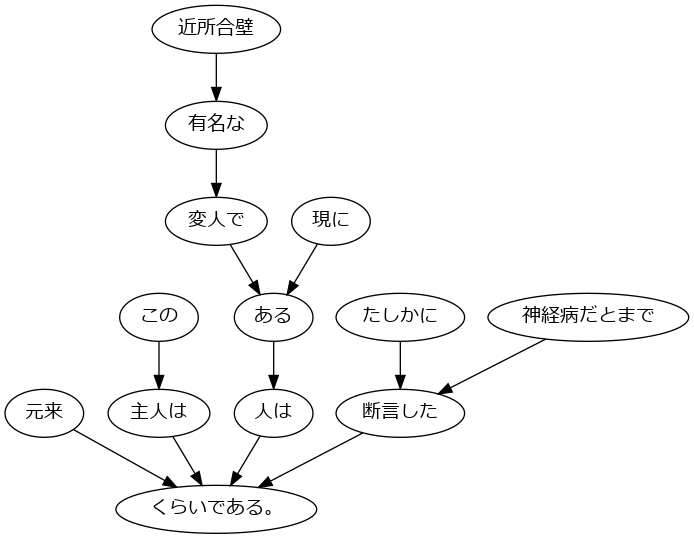 近所合壁
有名な
変人で
現に
この
ある
たしかに
神経病だとまで
元来
主人は
人は
断言した
くらいである。